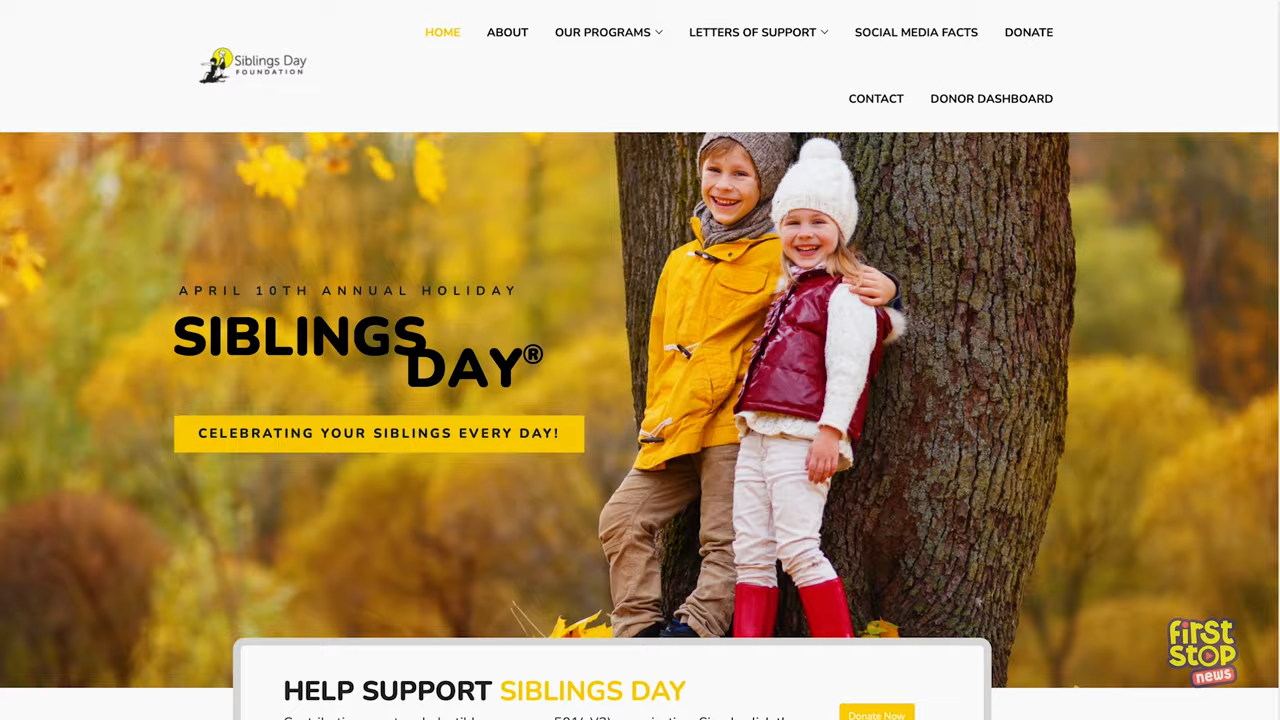 HOME ABOUT OUR PROGRAMS LETTERS OF SUPPORT SOCIAL MEDIA FACTS DONATE
Siblings Day
FOUNDATION
CONTACT DONOR DASHBOARD
APRIL 10TH ANNUAL HOLIDAY
SIBLINGS
DAY®
CELEBRATING YOUR SIBLINGS EVERY DAY!
FiRST
STOP
news
HELP SUPPORT SIBLINGS DAY
Donate Now